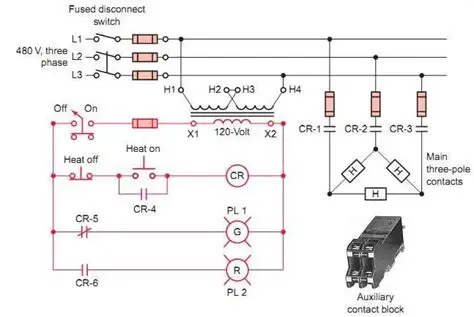 Fused disconnect
switch
L1
480 V, three
phase
L2
L3
H1 H2 H3 H4
Off On
X1 120-Volt X2
CR-1 CR-2 CR-3
Heat off Heat on
CR
CR-4
H H
H
Main
three-pole
contacts
CR-5
PL 1
G
CR-6
R
PL 2
Auxiliary
contact block